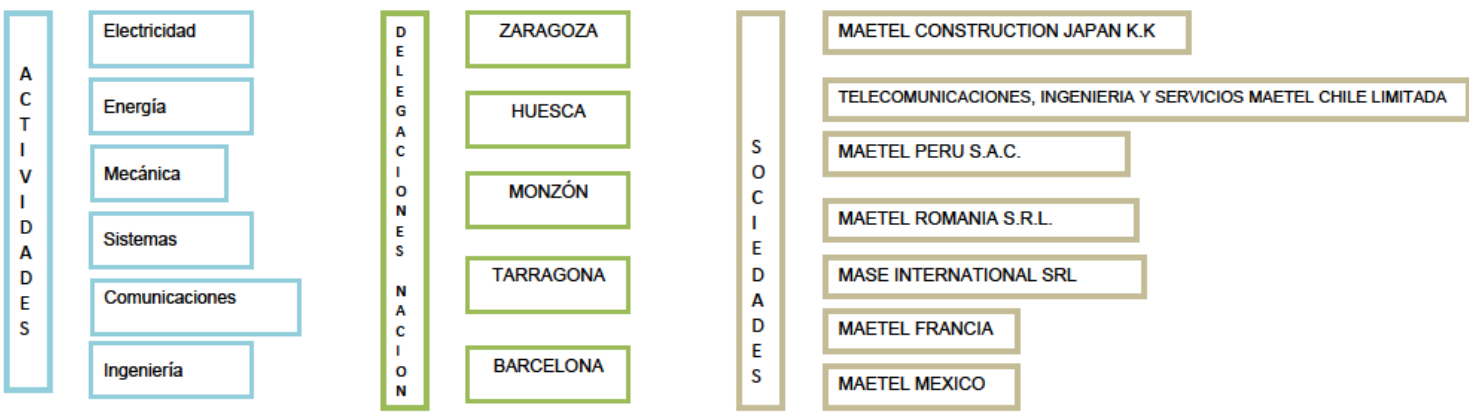 ACTIVIDADES
Electricidad
Energía
Mecánica
Sistemas
Comunicaciones
Ingeniería
DELEGACIONES NACION
ZARAGOZA
HUESCA
MONZÓN
TARRAGONA
BARCELONA
SOCIEDADES
MAETEL CONSTRUCTION JAPAN K.K
TELECOMUNICACIONES, INGENIERIA Y SERVICIOS MAETEL CHILE LIMITADA
MAETEL PERU S.A.C.
MAETEL ROMANIA S.R.L.
MASE INTERNATIONAL SRL
MAETEL FRANCIA
MAETEL MEXICO